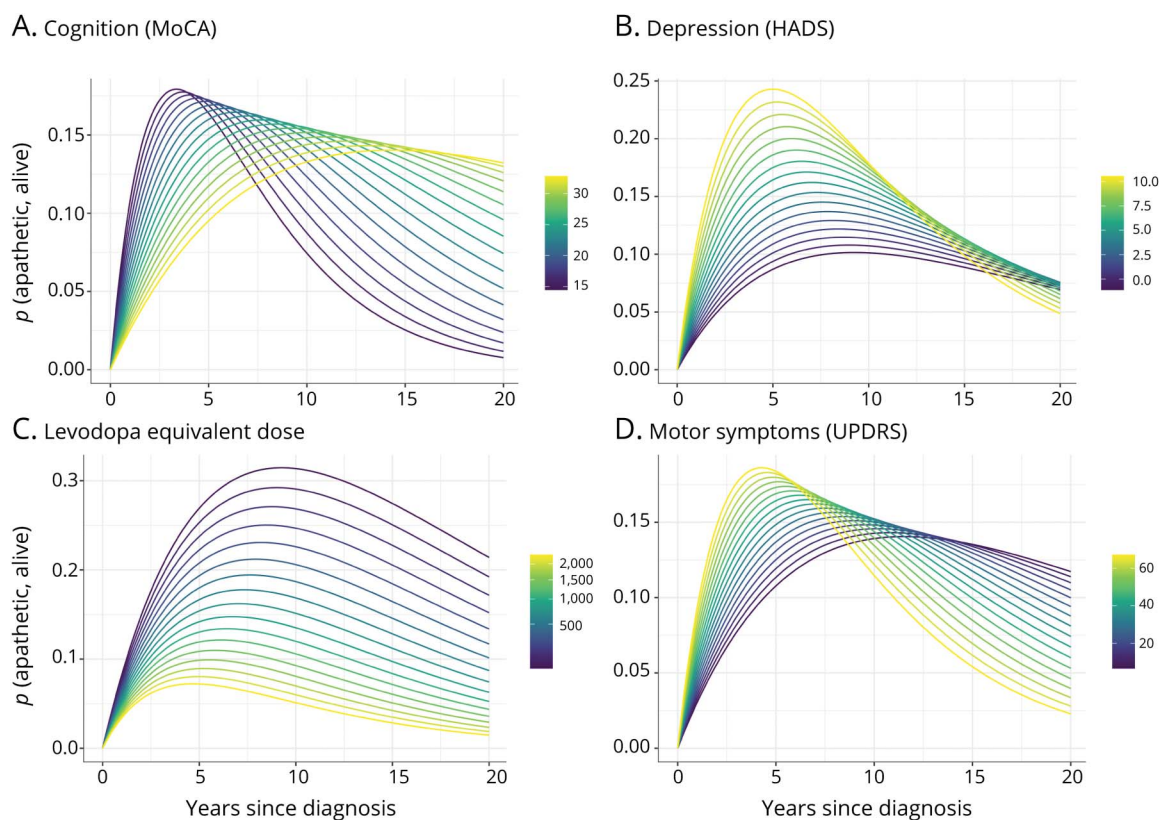 A. Cognition (MoCA)
B. Depression (HADS)
p (apathetic, alive)
0.15
0.10
0.05
0.00
0 5 10 15 20
30
25
20
15
0.25
0.20
0.15
0.10
0.05
0.00
0 5 10 15 20
10.0
7.5
5.0
2.5
0.0
C. Levodopa equivalent dose
D. Motor symptoms (UPDRS)
p (apathetic, alive)
0.3
0.2
0.1
0.0
0 5 10 15 20
Years since diagnosis
2,000
1,500
1,000
500
0.15
0.10
0.05
0.00
0 5 10 15 20
Years since diagnosis
60
40
20